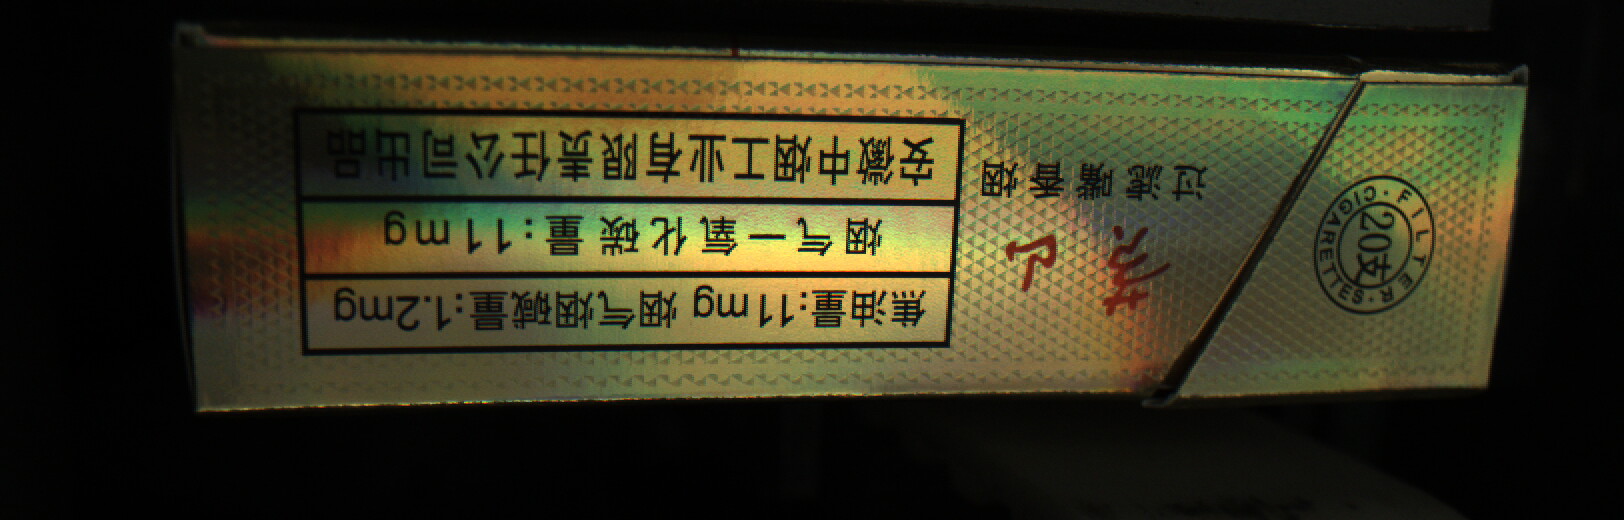 FILTER·CIGARETTES·
20支
黄山
过滤嘴香烟
焦油量:11mg 烟气烟碱量:1.2mg
烟气一氧化碳量:11mg
安徽中烟工业有限责任公司出品